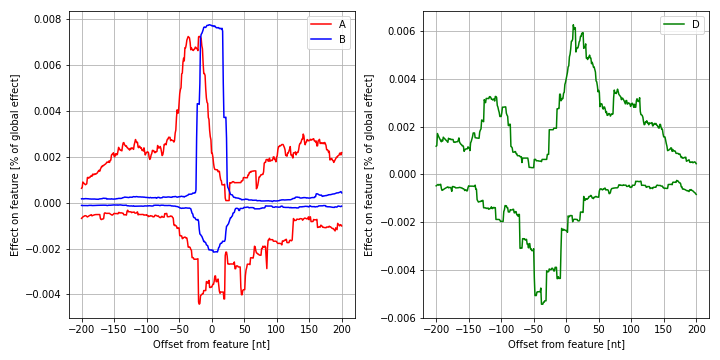 A
B
0.008
0.006
0.004
0.002
0.000
−0.002
−0.004
Effect on feature [% of global effect]
−200 −150 −100 −50 0 50 100 150 200
Offset from feature [nt]
D
0.006
0.004
0.002
0.000
−0.002
−0.004
−0.006
Effect on feature [% of global effect]
−200 −150 −100 −50 0 50 100 150 200
Offset from feature [nt]